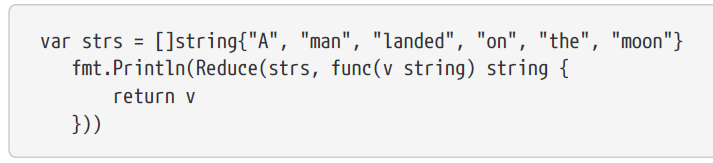 var strs = []string{"A", "man", "landed", "on", "the", "moon"}
fmt.Println(Reduce(strs, func(v string) string {
return v
}))